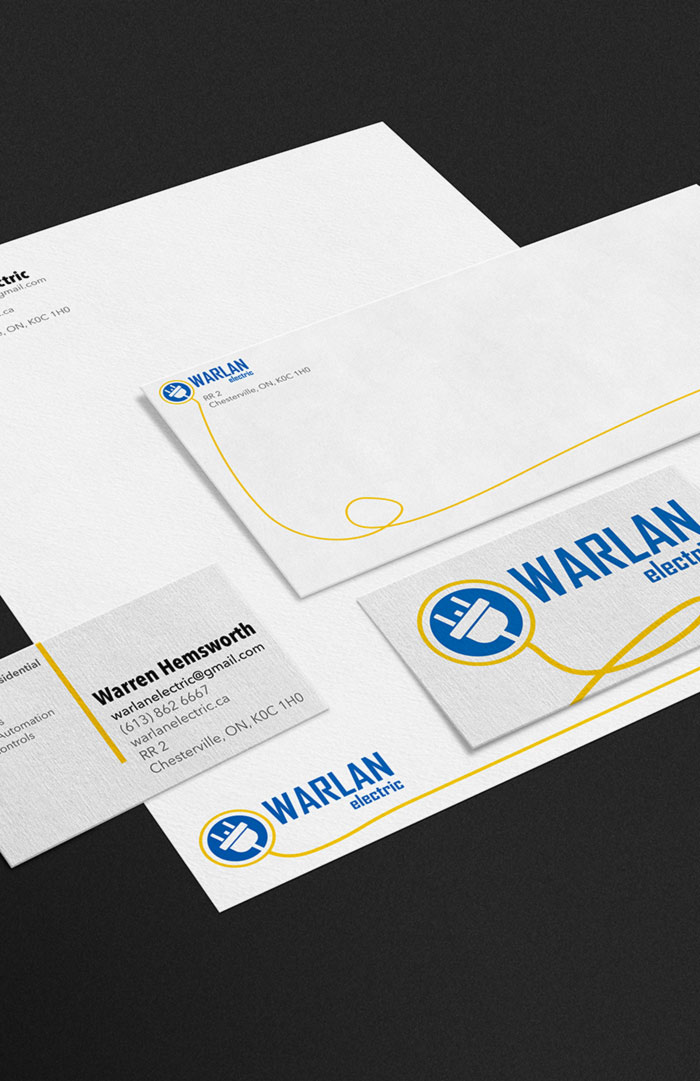 ctric
gmail.com
.ca
, ON, K0C 1H0
WARLAN
electric
RR 2
Chesterville, ON, K0C 1H0
WARLAN
electric
sidential
s
Automation
ontrols
Warren Hemsworth
warlanelectric@gmail.com
(613) 862 6667
warlanelectric.ca
RR 2
Chesterville, ON, K0C 1H0
WARLAN
electric